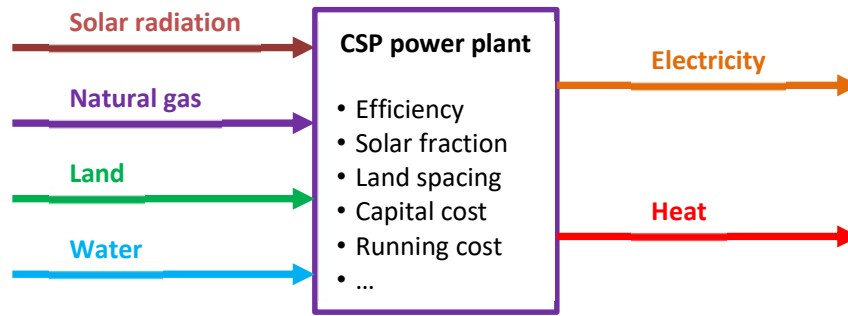 Solar radiation
Natural gas
Land
Water
CSP power plant
• Efficiency
• Solar fraction
• Land spacing
• Capital cost
• Running cost
• ...
Electricity
Heat